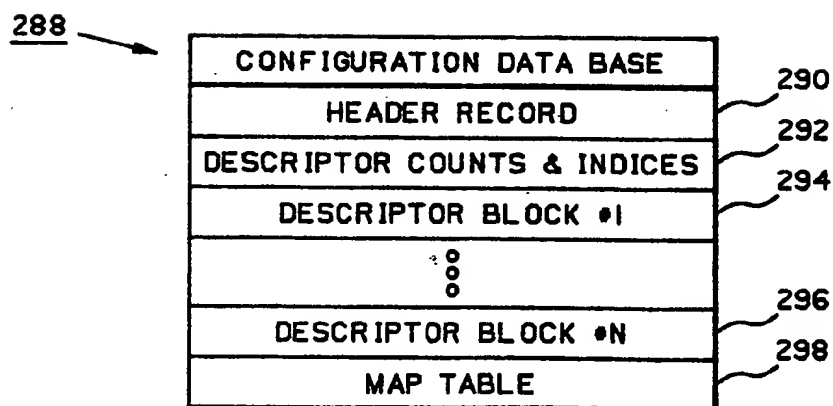 288
CONFIGURATION DATA BASE
HEADER RECORD
290
DESCRIPTOR COUNTS & INDICES
292
DESCRIPTOR BLOCK #1
294
DESCRIPTOR BLOCK #N
296
MAP TABLE
298